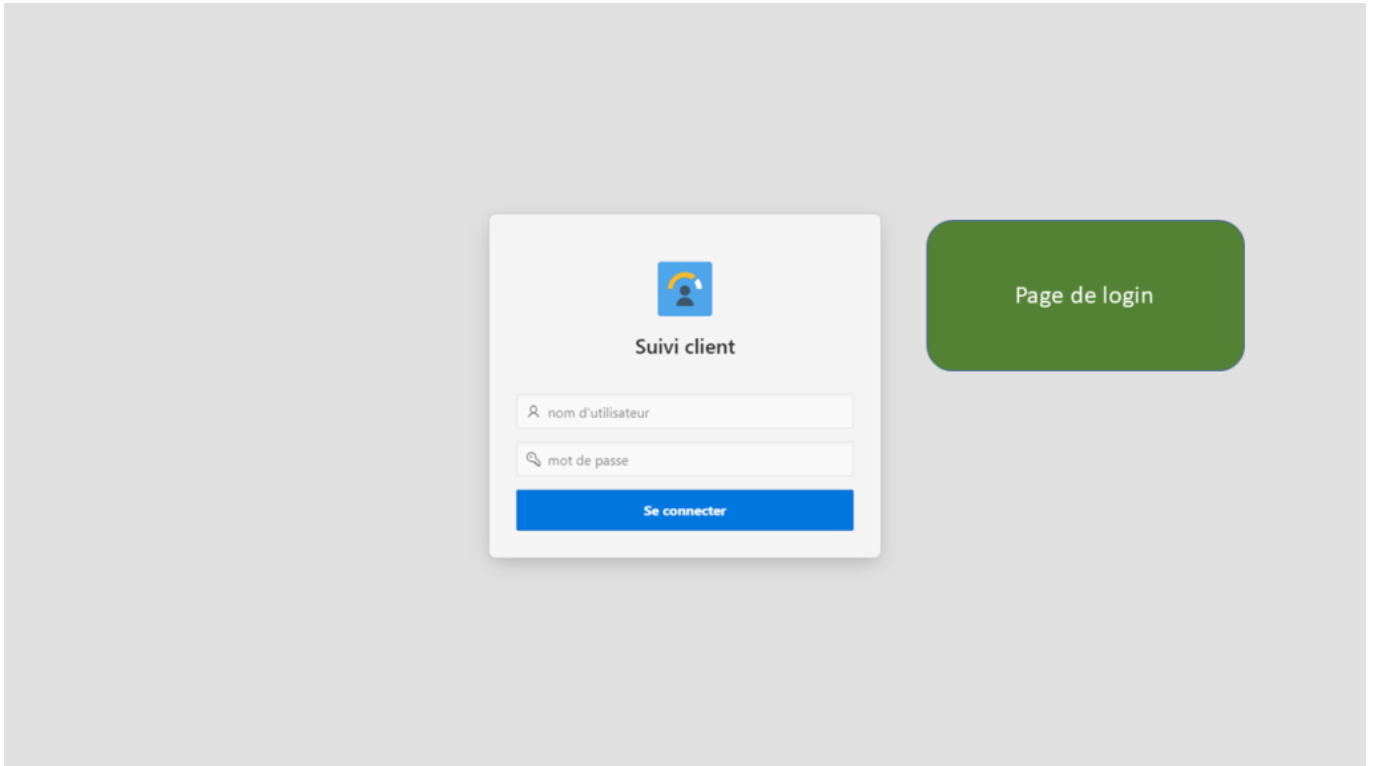 Suivi client
nom d'utilisateur
mot de passe
Se connecter
Page de login